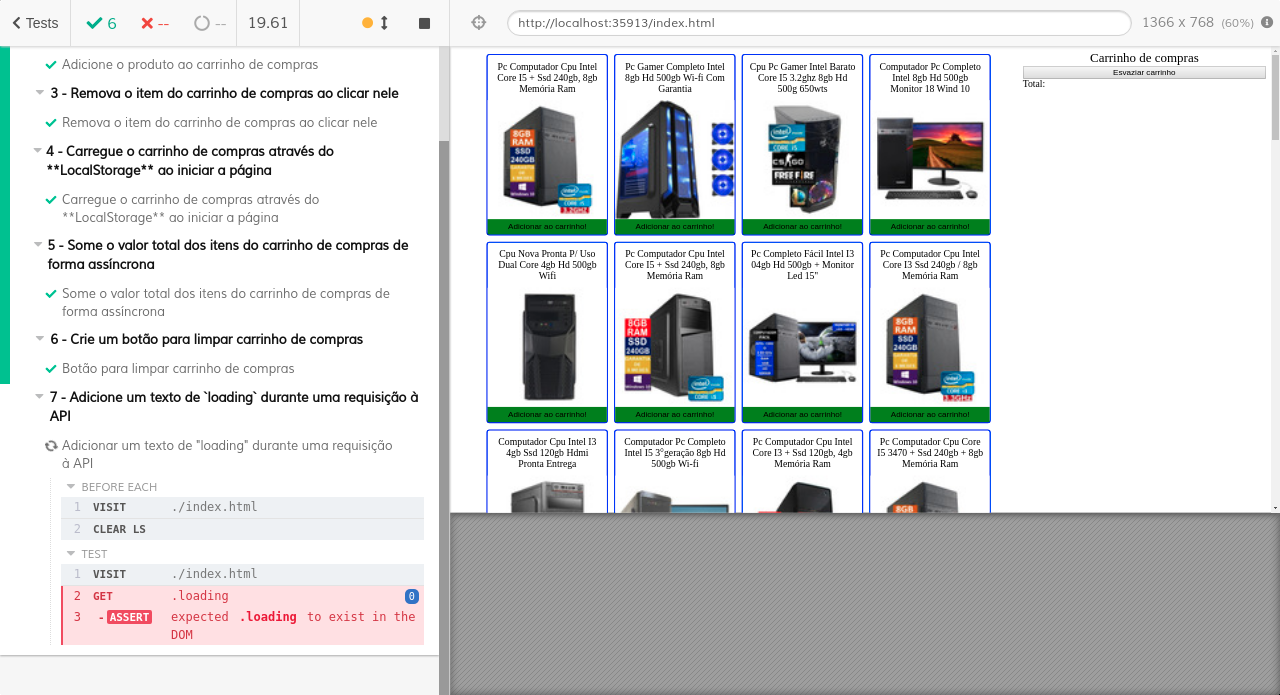 Tests
6
--
--
19.61
http://localhost:35913/index.html
1366 x 768 (60%)
Adicione o produto ao carrinho de compras
3 - Remova o item do carrinho de compras ao clicar nele
Remova o item do carrinho de compras ao clicar nele
4 - Carregue o carrinho de compras através do
**LocalStorage** ao iniciar a página
Carregue o carrinho de compras através do
**LocalStorage** ao iniciar a página
5 - Some o valor total dos itens do carrinho de compras de
forma assíncrona
Some o valor total dos itens do carrinho de compras de
forma assíncrona
6 - Crie um botão para limpar carrinho de compras
Botão para limpar carrinho de compras
7 - Adicione um texto de `loading` durante uma requisição à
API
Adicionar um texto de "loading" durante uma requisição
à API
BEFORE EACH
1 VISIT ./index.html
2 CLEAR LS
TEST
1 VISIT ./index.html
2 GET .loading 0
3 -ASSERT expected .loading to exist in the
DOM
Pc Computador Cpu Intel
Core I5 + Ssd 240gb, 8gb
Memória Ram
8GB
RAM
SSD
240GB
Adicionar ao carrinho!
Pc Gamer Completo Intel
8gb Hd 500gb Wi-fi Com
Garantia
Adicionar ao carrinho!
Cpu Pc Gamer Intel Barato
Core I5 3.2ghz 8gb Hd
500g 650wts
intel
CORE i5
CS:GO
FREE FIRE
Adicionar ao carrinho!
Computador Pc Completo
Intel 8gb Hd 500gb
Monitor 18 Wind 10
Adicionar ao carrinho!
Cpu Nova Pronta P/ Uso
Dual Core 4gb Hd 500gb
Wifi
Adicionar ao carrinho!
Pc Computador Cpu Intel
Core I5 + Ssd 240gb, 8gb
Memória Ram
8GB
RAM
SSD
240GB
Adicionar ao carrinho!
Pc Completo Fácil Intel I3
04gb Hd 500gb + Monitor
Led 15"
Adicionar ao carrinho!
Pc Computador Cpu Intel
Core I3 Ssd 240gb / 8gb
Memória Ram
8GB
RAM
SSD
240GB
Adicionar ao carrinho!
Computador Cpu Intel I3
4gb Ssd 120gb Hdmi
Pronta Entrega
Computador Pc Completo
Intel I5 3°geração 8gb Hd
500gb Wi-fi
Pc Computador Cpu Intel
Core I3 + Ssd 120gb, 4gb
Memória Ram
Pc Computador Cpu Core
I5 3470 + Ssd 240gb + 8gb
Memória Ram
Carrinho de compras
Esvaziar carrinho
Total: